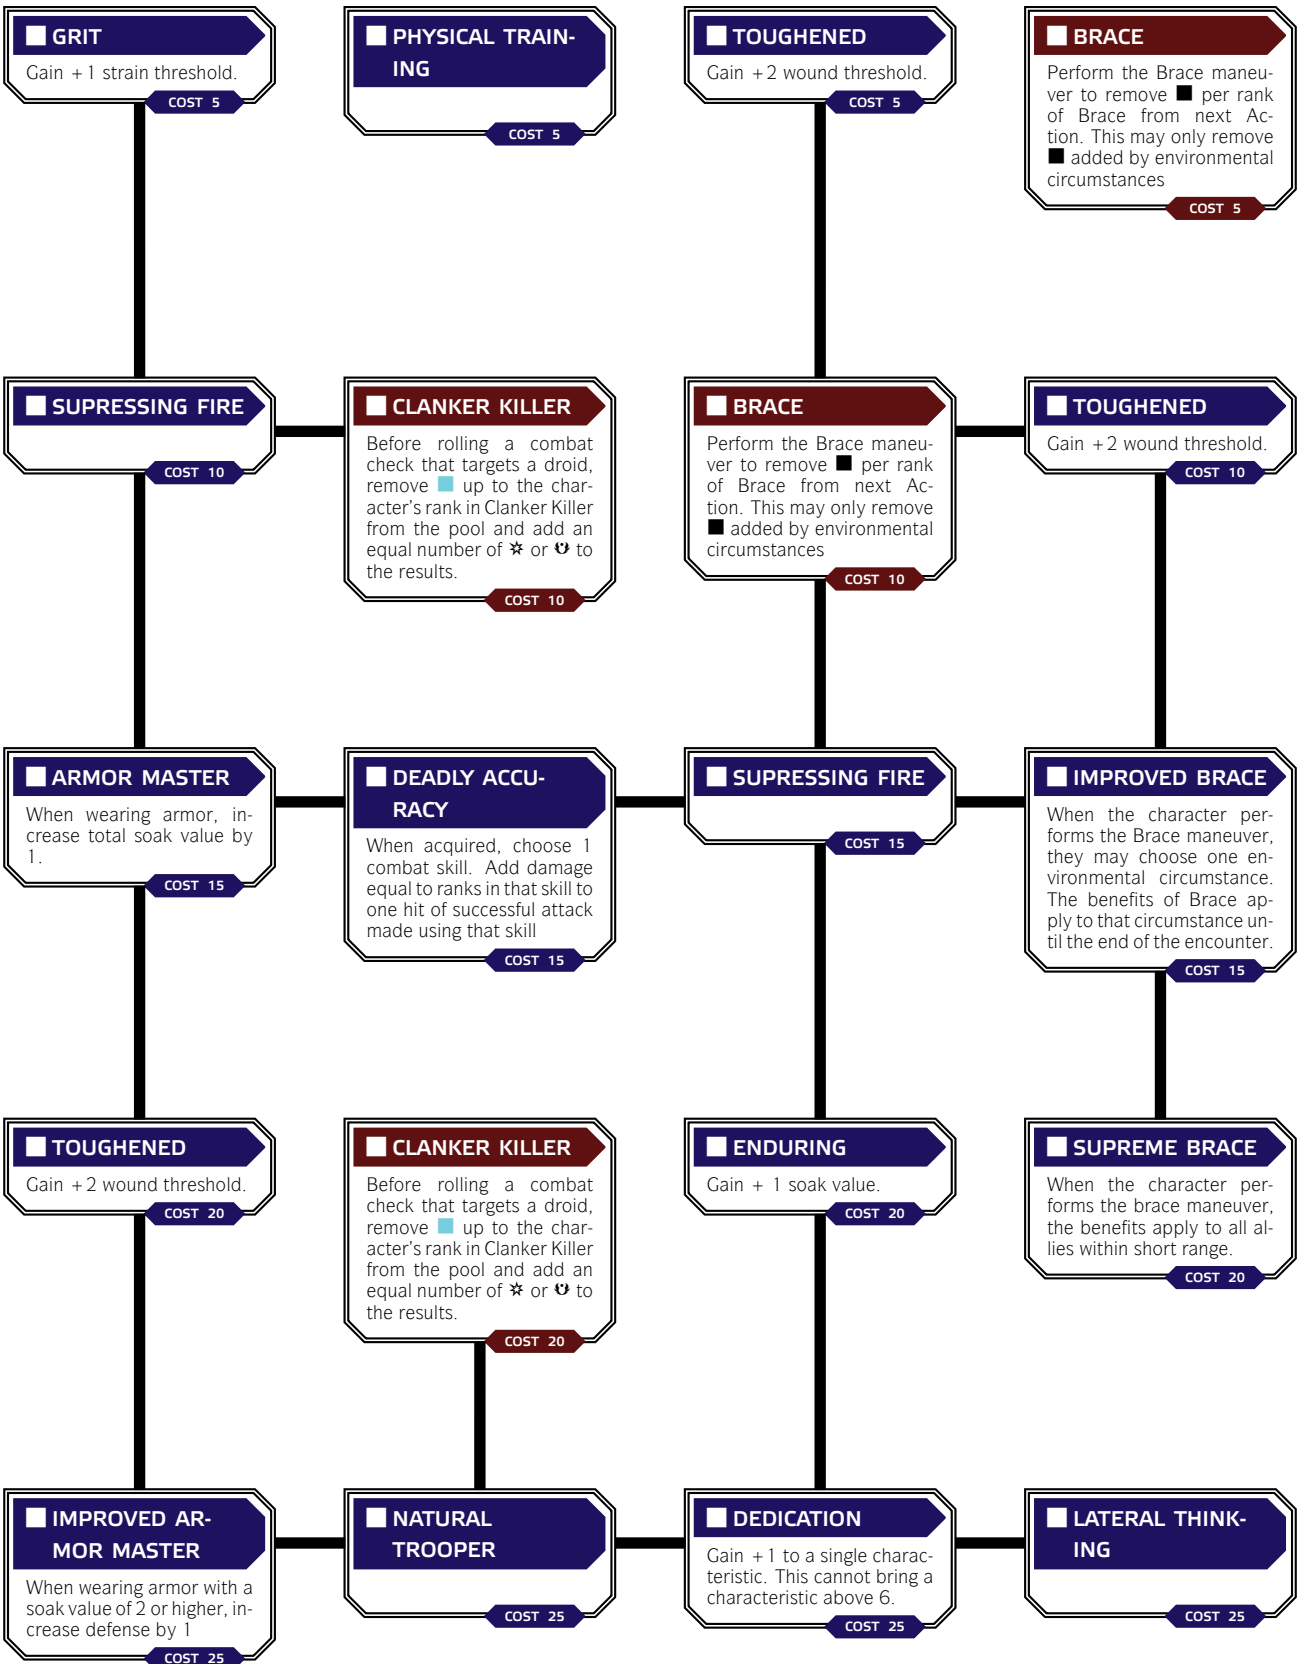 GRIT
Gain +1 strain threshold.
COST 5
PHYSICAL TRAIN-
ING
COST 5
TOUGHENED
Gain +2 wound threshold.
COST 5
BRACE
Perform the Brace maneu-
ver to remove ■ per rank
of Brace from next Ac-
tion. This may only remove
■ added by environmental
circumstances
COST 5
SUPRESSING FIRE
COST 10
CLANKER KILLER
Before rolling a combat
check that targets a droid,
remove ■ up to the char-
acter's rank in Clanker Killer
from the pool and add an
equal number of or to
the results.
COST 10
BRACE
Perform the Brace maneu-
ver to remove ■ per rank
of Brace from next Ac-
tion. This may only remove
■ added by environmental
circumstances
COST 10
TOUGHENED
Gain +2 wound threshold.
COST 10
ARMOR MASTER
When wearing armor, in-
crease total soak value by
1.
COST 15
DEADLY ACCU-
RACY
When acquired, choose 1
combat skill. Add damage
equal to ranks in that skill to
one hit of successful attack
made using that skill
COST 15
SUPRESSING FIRE
COST 15
IMPROVED BRACE
When the character per-
forms the Brace maneuver,
they may choose one en-
vironmental circumstance.
The benefits of Brace ap-
ply to that circumstance un-
til the end of the encounter.
COST 15
TOUGHENED
Gain +2 wound threshold.
COST 20
CLANKER KILLER
Before rolling a combat
check that targets a droid,
remove ■ up to the char-
acter's rank in Clanker Killer
from the pool and add an
equal number of or to
the results.
COST 20
ENDURING
Gain + 1 soak value.
COST 20
SUPREME BRACE
When the character per-
forms the brace maneuver,
the benefits apply to all al-
lies within short range.
COST 20
IMPROVED AR-
MOR MASTER
When wearing armor with a
soak value of 2 or higher, in-
crease defense by 1
COST 25
NATURAL
TROOPER
COST 25
DEDICATION
Gain +1 to a single charac-
teristic. This cannot bring a
characteristic above 6.
COST 25
LATERAL THINK-
ING
COST 25